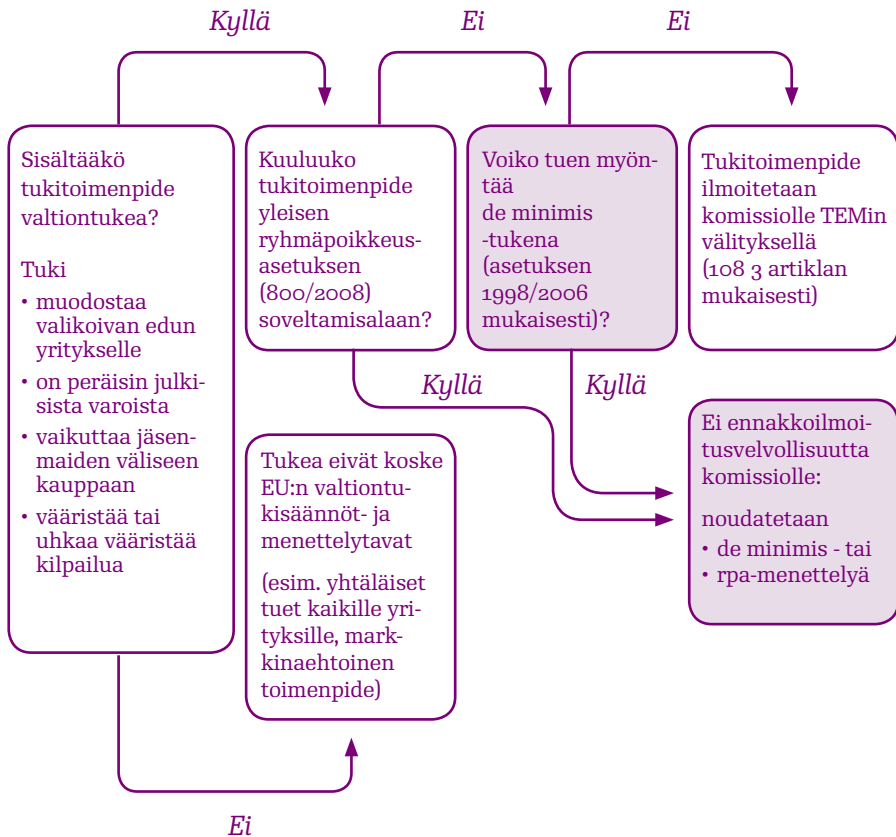 Kyllä
Ei
Ei
Sisältääkö
tukitoimenpide
valtiontukea?
Tuki
• muodostaa
valikoivan edun
yritykselle
• on peräisin julki-
sista varoista
• vaikuttaa jäsen-
maiden väliseen
kauppaan
• vääristää tai
uhkaa vääristää
kilpailua
Kuuluuko
tukitoimenpide
yleisen
ryhmäpoikkeus-
asetuksen
(800/2008)
soveltamisalaan?
Voiko tuen myön-
tää
de minimis
-tukena
(asetuksen
1998/2006
mukaisesti)?
Tukitoimenpide
ilmoitetaan
komissiolle TEMin
välityksellä
(108 3 artiklan
mukaisesti)
Kyllä
Kyllä
Tukea eivät koske
EU:n valtiontu-
kisäännöt- ja
menettelytavat
(esim. yhtäläiset
tuet kaikille yri-
tyksille, mark-
kinaehtoinen
toimenpide)
Ei ennakkoilmoi-
tusvelvollisuutta
komissiolle:
noudatetaan
• de minimis - tai
• rpa-menettelyä
Ei